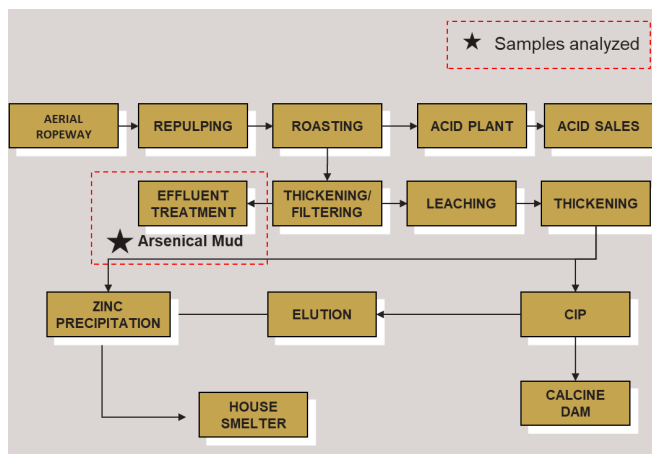 Samples analyzed
AERIAL
ROPEWAY
REPULPING
ROASTING
ACID PLANT
ACID SALES
EFFLUENT
TREATMENT
THICKENING/
FILTERING
LEACHING
THICKENING
Arsenical Mud
ZINC
PRECIPITATION
ELUTION
CIP
CALCINE
DAM
HOUSE
SMELTER